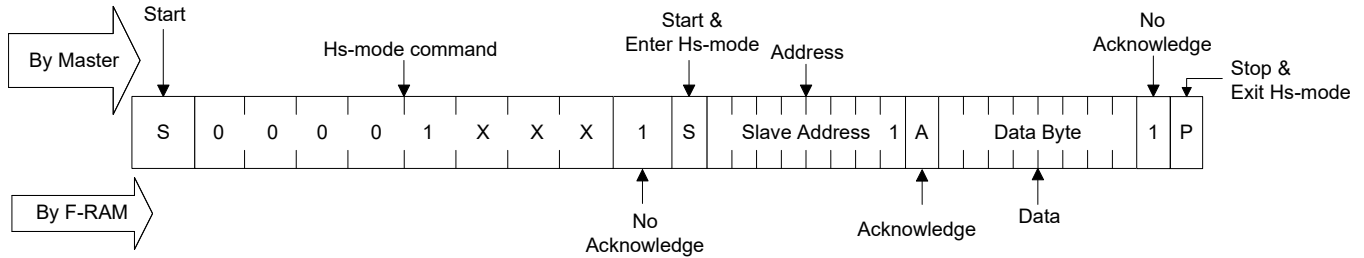 Start
Hs-mode command
Start &
Enter Hs-mode
Address
No
Acknowledge
Stop &
Exit Hs-mode
By Master
S 0 0 0 0 1 X X X 1 S Slave Address 1 A Data Byte 1 P
By F-RAM
No
Acknowledge
Acknowledge
Data